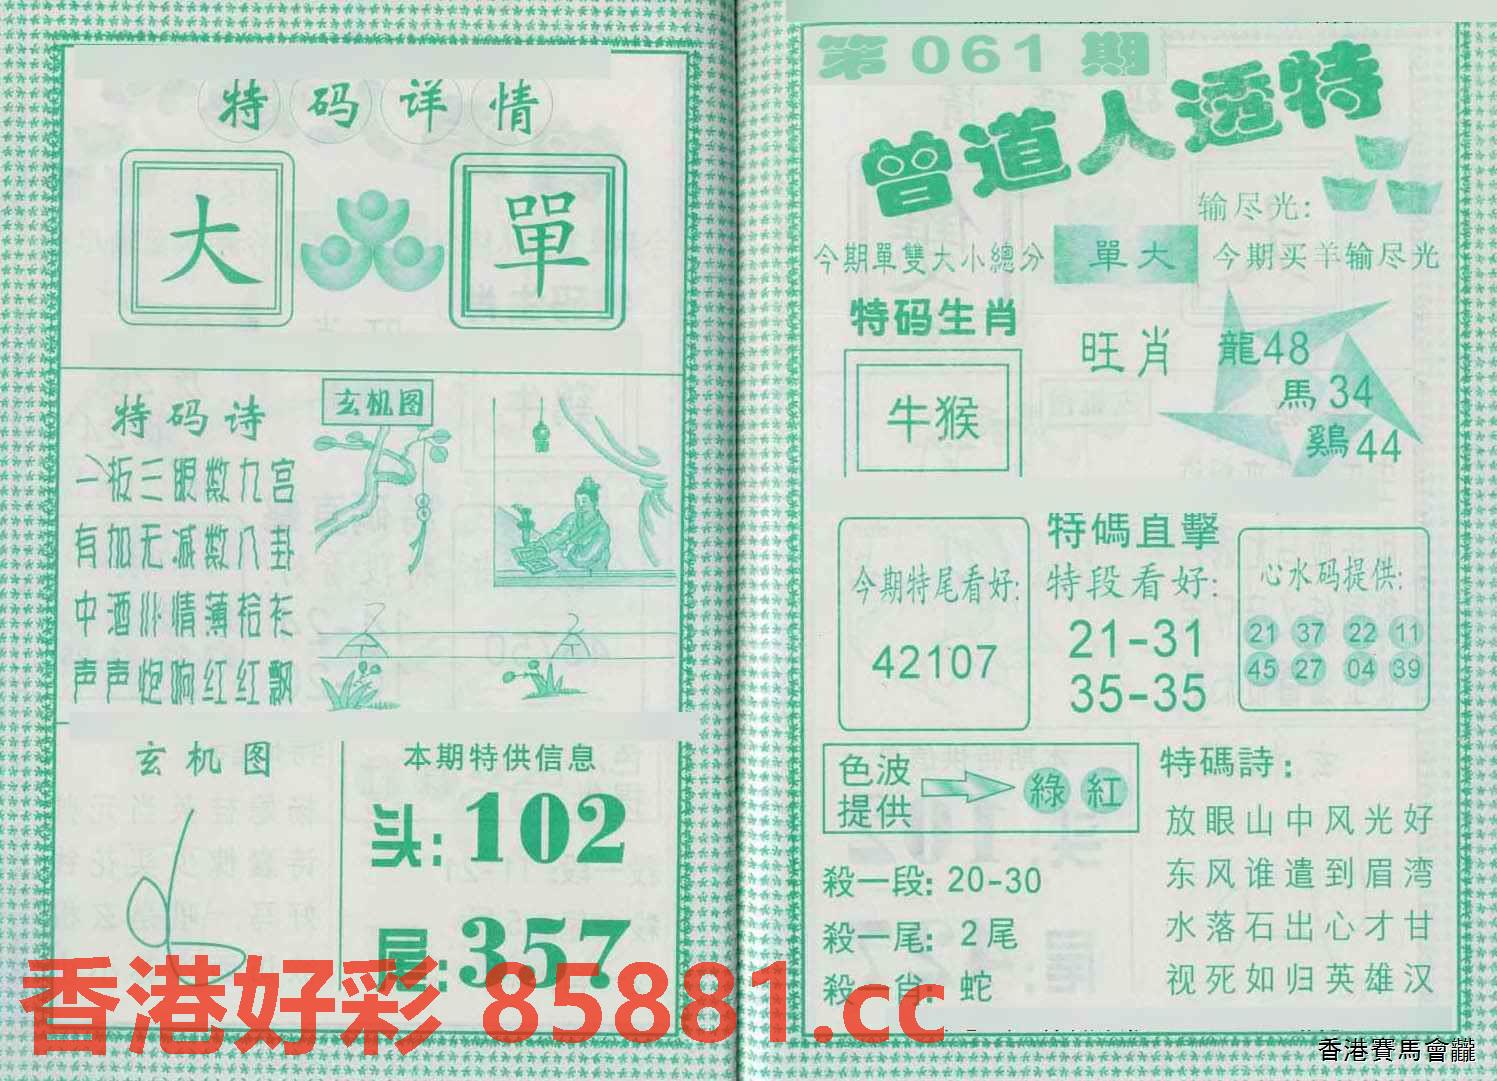 特码详情
大 單
特码诗
一板三眼数九宫
有加无减数八卦
中酒心情薄拾衫
声声炮响红红飘
玄机图
玄机图
本期特供信息
头:102
尾:357
第061期
曾道人透特
输尽光:
今期單雙大小總分 單大 今期买羊输尽光
特码生肖
牛猴
旺肖
龍48
馬34
鷄44
今期特尾看好:
42107
特碼直擊
特段看好:
21-31
35-35
心水码提供:
21 37 22 11
45 27 04 39
色波
提供
綠 紅
殺一段:20-30
殺一尾:2尾
殺一肖:蛇
特碼詩:
放眼山中风光好
东风谁遣到眉湾
水落石出心才甘
视死如归英雄汉
香港好彩 85881.cc
香港賽馬會